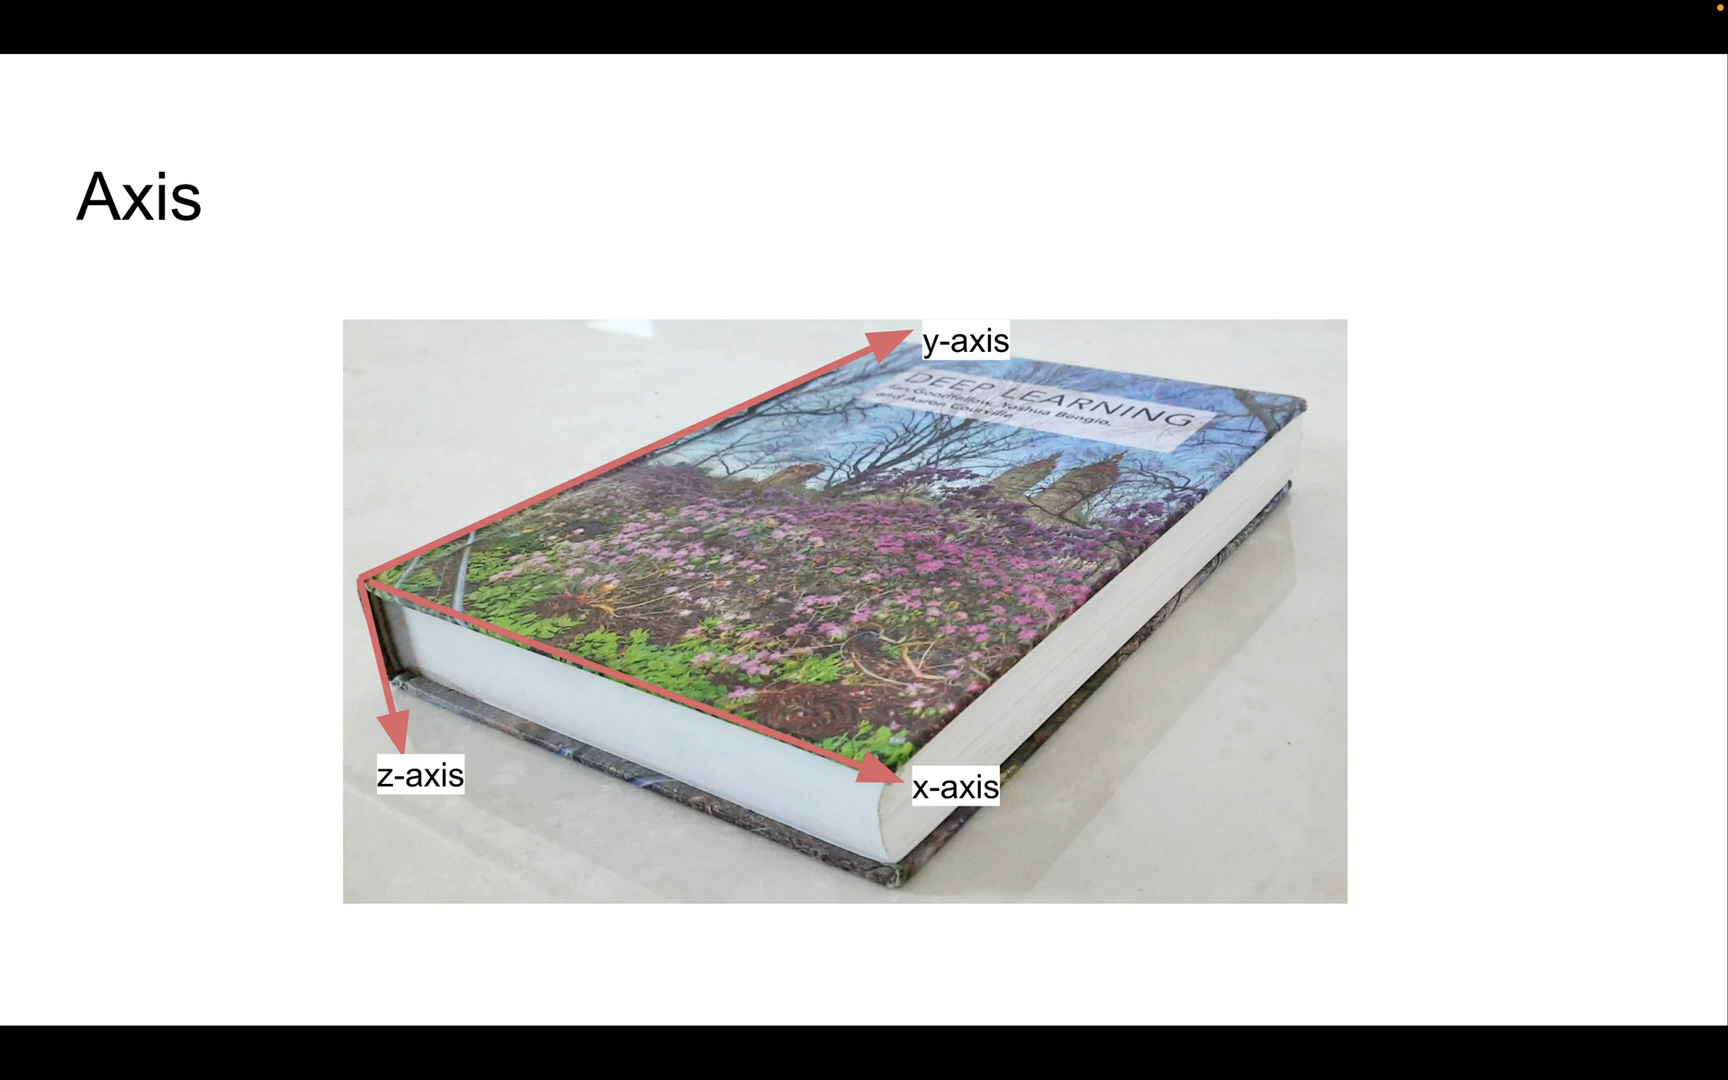 Axis
y-axis
DEEP LEARNING
Ian Goodfellow, Yoshua Bengio,
and Aaron Courville
z-axis
x-axis